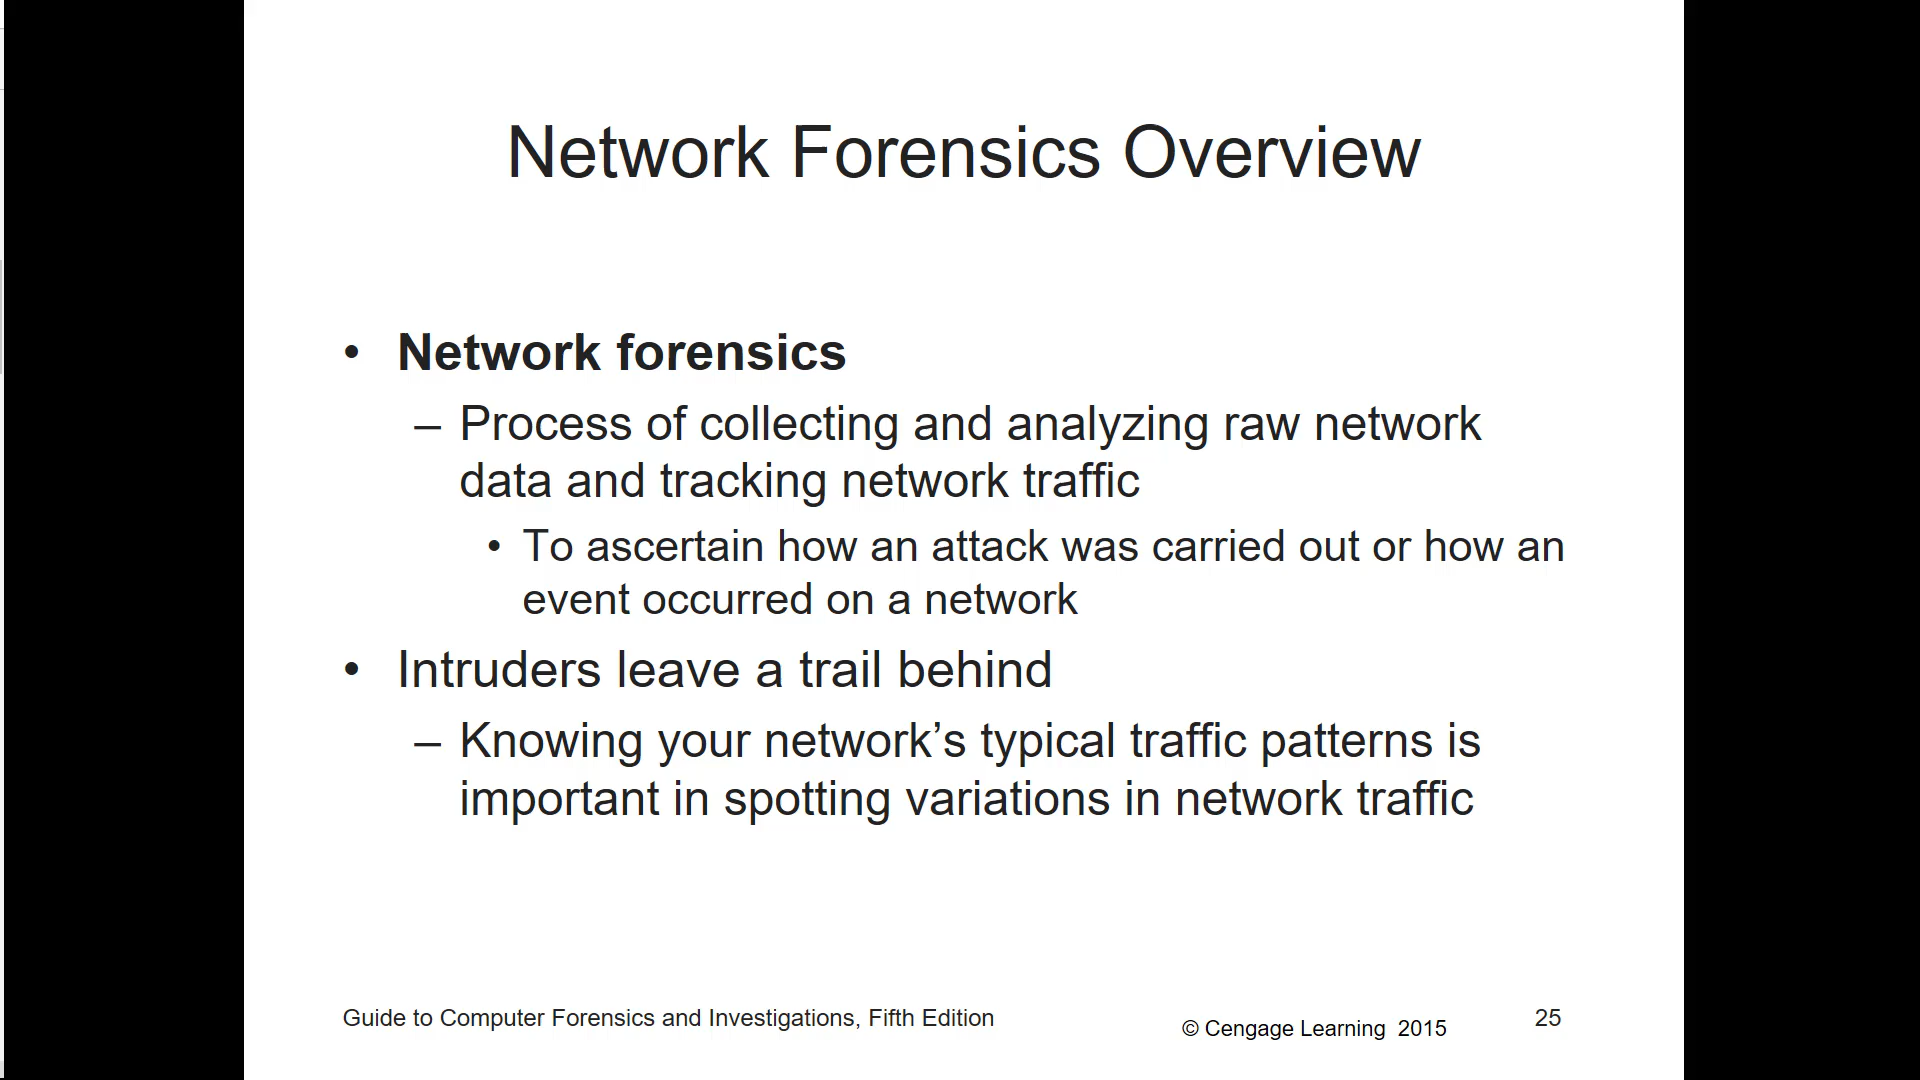 Network Forensics Overview
• Network forensics
– Process of collecting and analyzing raw network
data and tracking network traffic
• To ascertain how an attack was carried out or how an
event occurred on a network
• Intruders leave a trail behind
– Knowing your network’s typical traffic patterns is
important in spotting variations in network traffic
Guide to Computer Forensics and Investigations, Fifth Edition
© Cengage Learning 2015
25